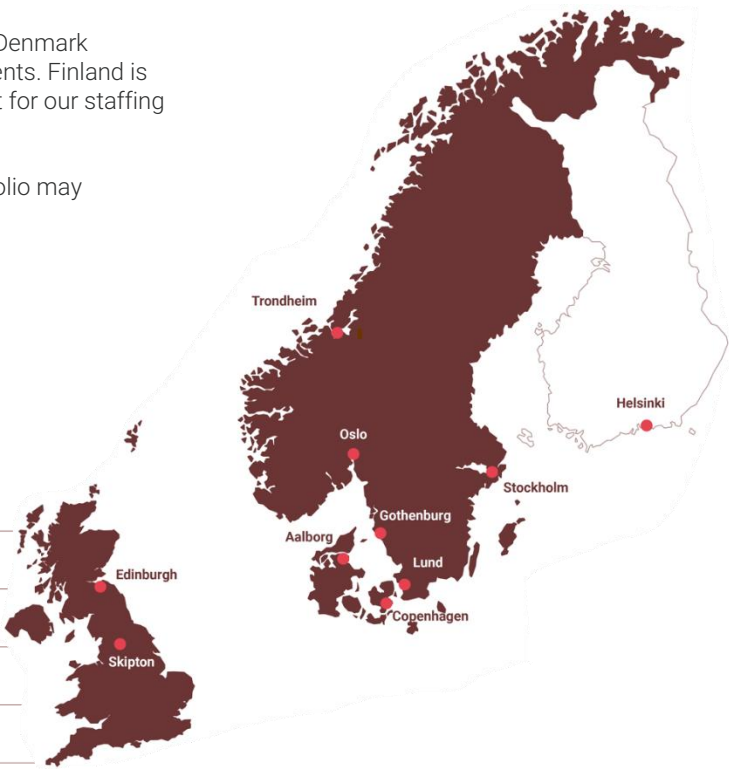 Denmark
ents. Finland is
t for our staffing
olio may
Trondheim
Helsinki
Oslo
Stockholm
Gothenburg
Aalborg
Lund
Edinburgh
Copenhagen
Skipton